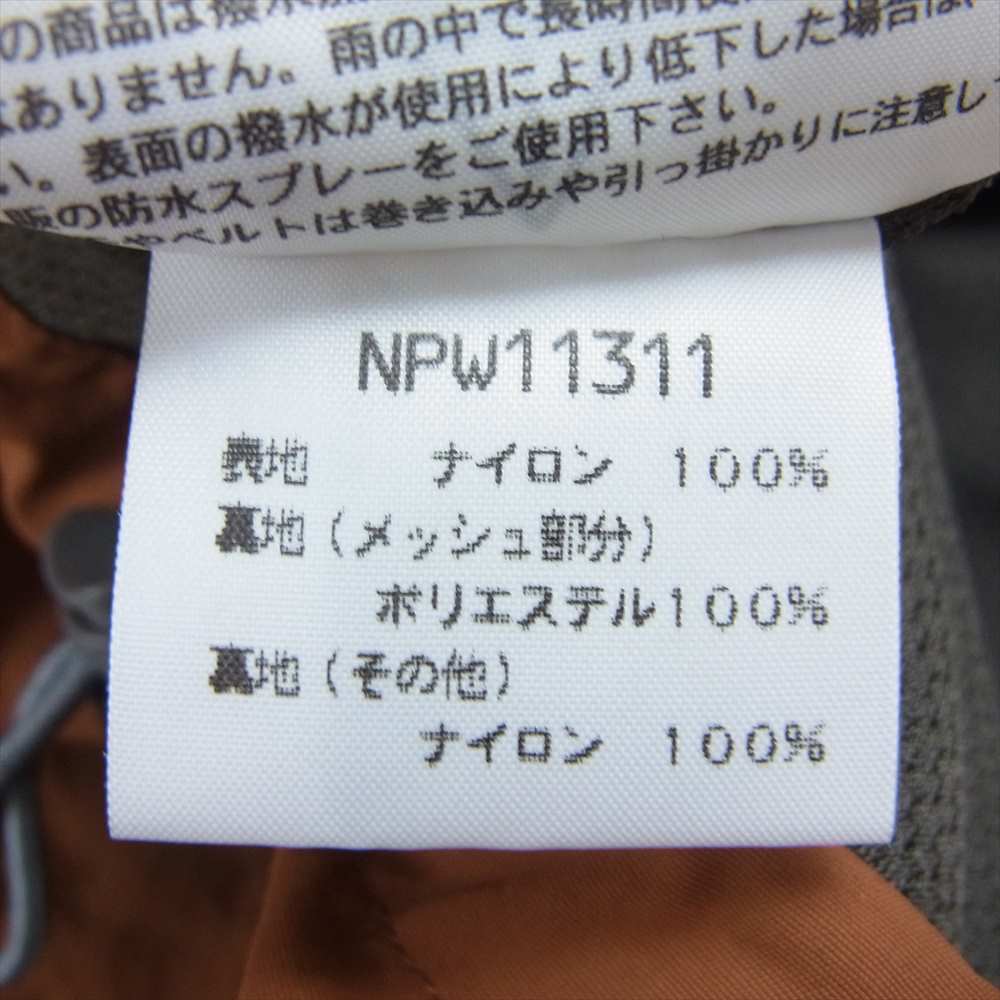 の商品は撥水
はありません。雨の中で長時間使
い。表面の撥水が使用により低下した場合は、
販の防水スプレーをご使用下さい。
やベルトは巻き込みや引っ掛かりに注意し
NPW11311
表地 ナイロン 100%
裏地(メッシュ部分)
ポリエステル100%
裏地(その他)
ナイロン 100%